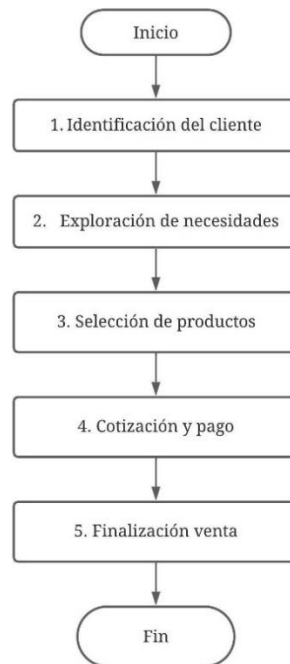 Inicio
1. Identificación del cliente
2. Exploración de necesidades
3. Selección de productos
4. Cotización y pago
5. Finalización venta
Fin